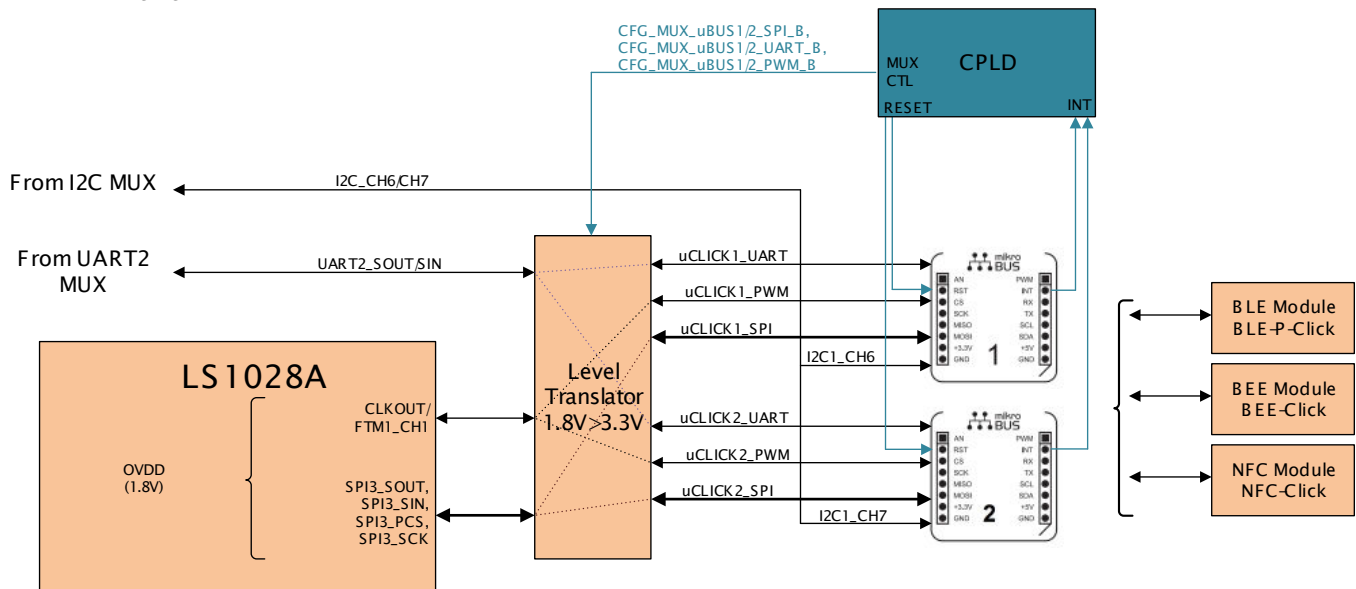 CFG_MUX_uBUS1/2_SPI_B,
CFG_MUX_uBUS1/2_UART_B,
CFG_MUX_uBUS1/2_PWM_B
MUX
CTL
CPLD
RESET
INT
From I2C MUX
I2C_CH6/CH7
From UART2
MUX
UART2_SOUT/SIN
Level
Translator
1.8V>3.3V
uCLICK1_UART
uCLICK1_PWM
uCLICK1_SPI
I2C1_CH6
uCLICK2_UART
uCLICK2_PWM
uCLICK2_SPI
I2C1_CH7
LS1028A
OVDD
(1.8V)
CLKOUT/
FTM1_CH1
SPI3_SOUT,
SPI3_SIN,
SPI3_PCS,
SPI3_SCK
mikro
BUS
AN PWM
RST INT
CS RX
SCK TX
MISO SCL
MOSI SDA
+3.3V +5V
GND GND
1
mikro
BUS
AN PWM
RST INT
CS RX
SCK TX
MISO SCL
MOSI SDA
+3.3V +5V
GND GND
2
BLE Module
BLE-P-Click
BEE Module
BEE-Click
NFC Module
NFC-Click